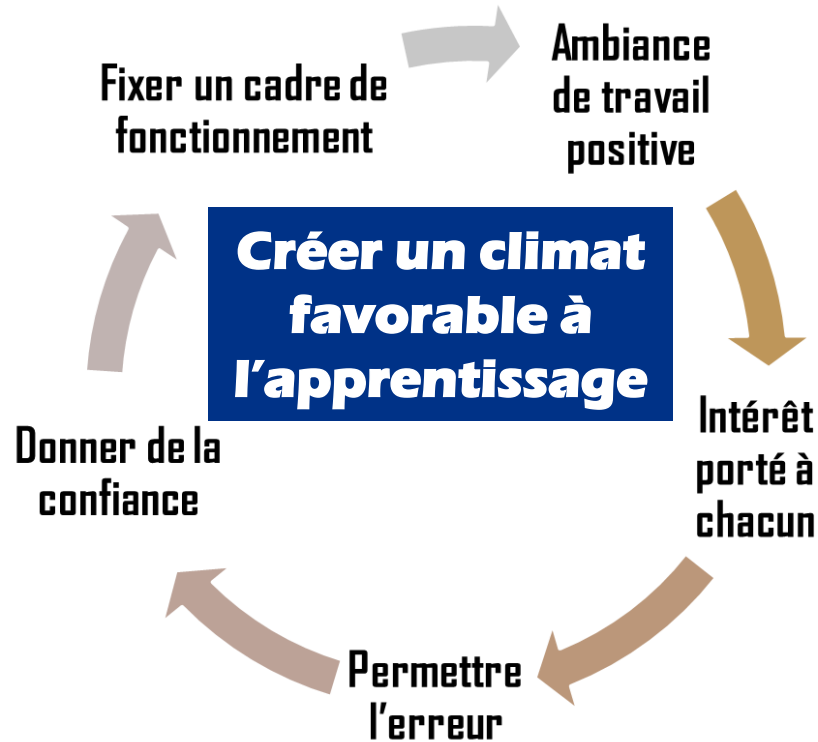 Fixer un cadre de
fonctionnement
Ambiance
de travail
positive
Créer un climat
favorable à
l'apprentissage
Intérêt
porté à
chacun
Donner de la
confiance
Permettre
l'erreur